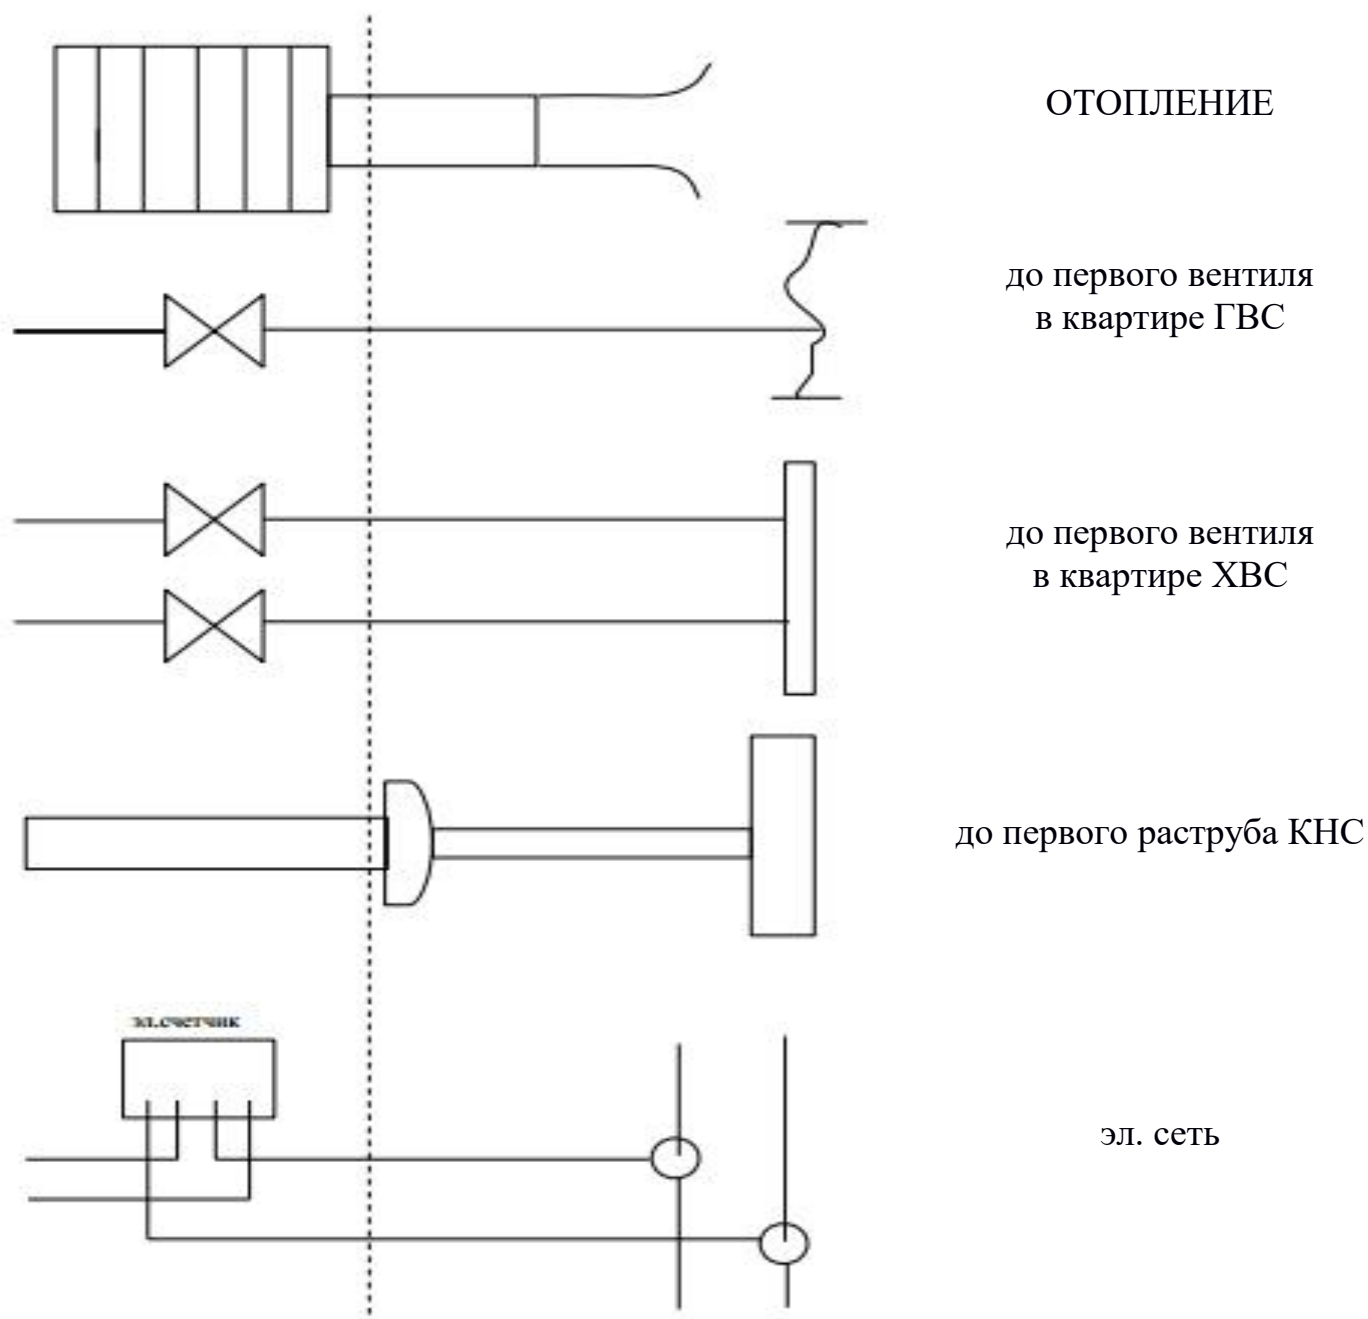 ОТОПЛЕНИЕ
до первого вентиля
в квартире ГВС
до первого вентиля
в квартире ХВС
до первого раструба КНС
эл.счетчик
эл. сеть